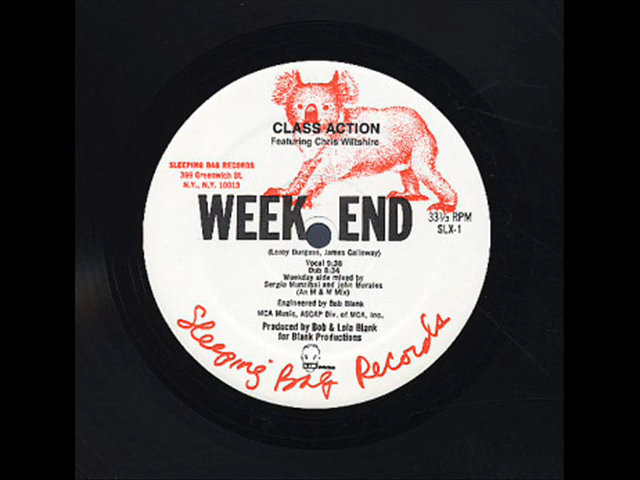 CLASS ACTION
Featuring Chris Wiltshire
SLEEPING BAG RECORDS
399 Greenwich St.
N.Y., N.Y. 10013
WEEK END
33⅓ RPM
SLX-1
(Leroy Burgess, James Calloway)
Vocal 9:38
Dub 8:34
Weekday side mixed by
Sergio Munzibai and John Morales
(An M & M Mix)
Engineered by Bob Blank
MCA Music, ASCAP Div. of MCA, Inc.
Produced by Bob & Lola Blank
for Blank Productions
Sleeping Bag Records